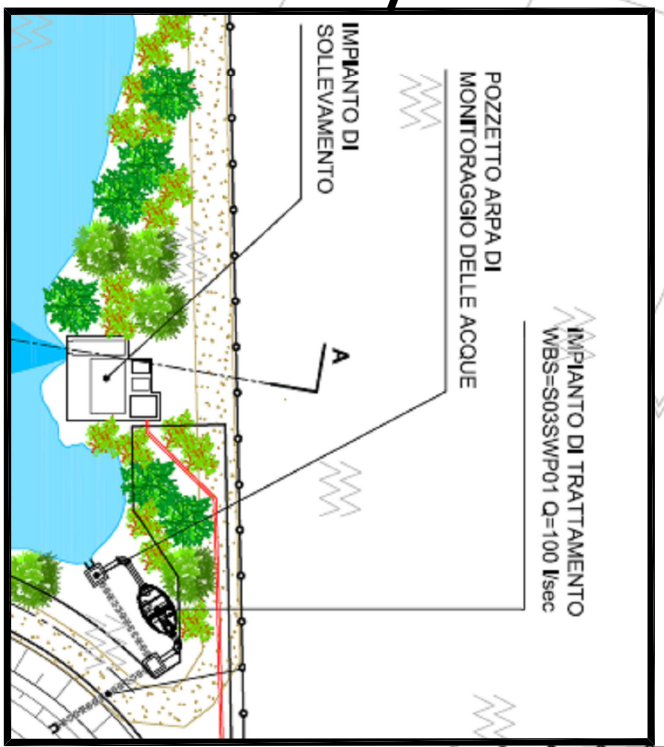 IMPIANTO DI
SOLLEVAMENTO
POZZETTO ARPA DI
MONITORAGGIO DELLE ACQUE
IMPIANTO DI TRATTAMENTO
WBS=S03SWP01 Q=100 l/sec
A